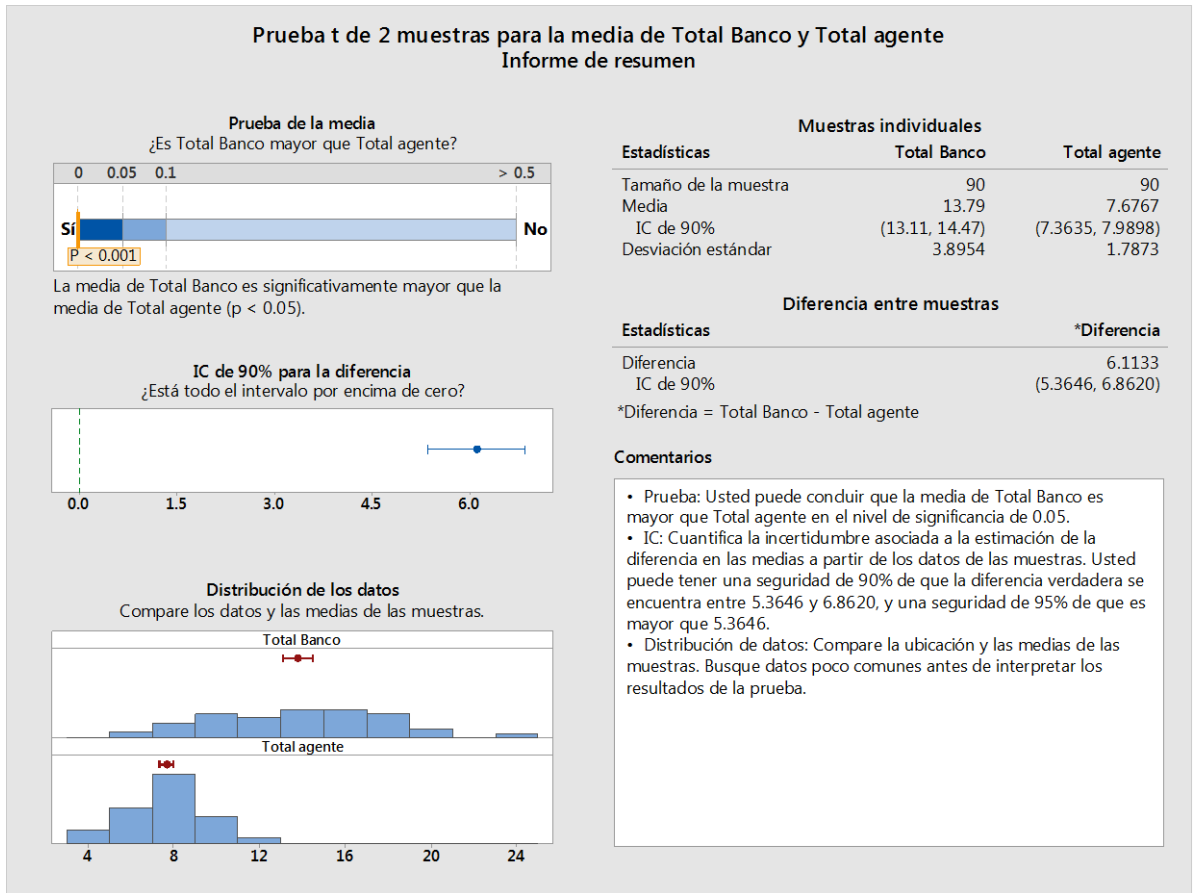 Prueba t de 2 muestras para la media de Total Banco y Total agente
Informe de resumen
Prueba de la media
¿Es Total Banco mayor que Total agente?
0 0.05 0.1 > 0.5
Sí No
P < 0.001
La media de Total Banco es significativamente mayor que la
media de Total agente (p < 0.05).
IC de 90% para la diferencia
¿Está todo el intervalo por encima de cero?
0.0 1.5 3.0 4.5 6.0
Distribución de los datos
Compare los datos y las medias de las muestras.
Total Banco
Total agente
4 8 12 16 20 24
Muestras individuales
Estadísticas Total Banco Total agente
Tamaño de la muestra 90 90
Media 13.79 7.6767
IC de 90% (13.11, 14.47) (7.3635, 7.9898)
Desviación estándar 3.8954 1.7873
Diferencia entre muestras
Estadísticas *Diferencia
Diferencia 6.1133
IC de 90% (5.3646, 6.8620)
*Diferencia = Total Banco - Total agente
Comentarios
• Prueba: Usted puede concluir que la media de Total Banco es
mayor que Total agente en el nivel de significancia de 0.05.
• IC: Cuantifica la incertidumbre asociada a la estimación de la
diferencia en las medias a partir de los datos de las muestras. Usted
puede tener una seguridad de 90% de que la diferencia verdadera se
encuentra entre 5.3646 y 6.8620, y una seguridad de 95% de que es
mayor que 5.3646.
• Distribución de datos: Compare la ubicación y las medias de las
muestras. Busque datos poco comunes antes de interpretar los
resultados de la prueba.